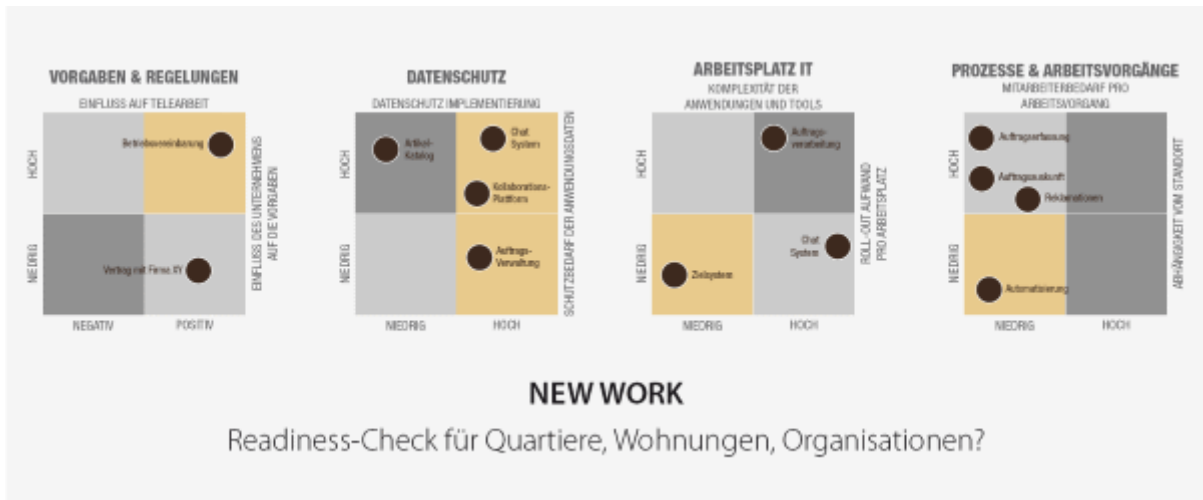 VORGABEN & REGELUNGEN
EINFLUSS AUF TELEARBEIT
HOCH
NIEDRIG
Betriebsvereinbarung
Vertrag mit Firma XY
NEGATIV
POSITIV
EINFLUSS DES UNTERNEHMENS
AUF DIE VORGABEN
DATENSCHUTZ
DATENSCHUTZ IMPLEMENTIERUNG
HOCH
NIEDRIG
Artikel-
Katalog
Chat
System
Kollaborations-
Plattform
Auftrags-
Verwaltung
NIEDRIG
HOCH
SCHUTZBEDARF DER ANWENDUNGSDATEN
ARBEITSPLATZ IT
KOMPLEXITÄT DER
ANWENDUNGEN UND TOOLS
HOCH
NIEDRIG
Auftrags-
verarbeitung
Chat
System
Zielsystem
NIEDRIG
HOCH
ROLL-OUT AUFWAND
PRO ARBEITSPLATZ
PROZESSE & ARBEITSVORGÄNGE
MITARBEITERBEDARF PRO
ARBEITSVORGANG
HOCH
NIEDRIG
Auftragserfassung
Auftragsauskunft
Reklamationen
Automatisierung
NIEDRIG
HOCH
ABHÄNGIGKEIT VOM STANDORT
NEW WORK
Readiness-Check für Quartiere, Wohnungen, Organisationen?